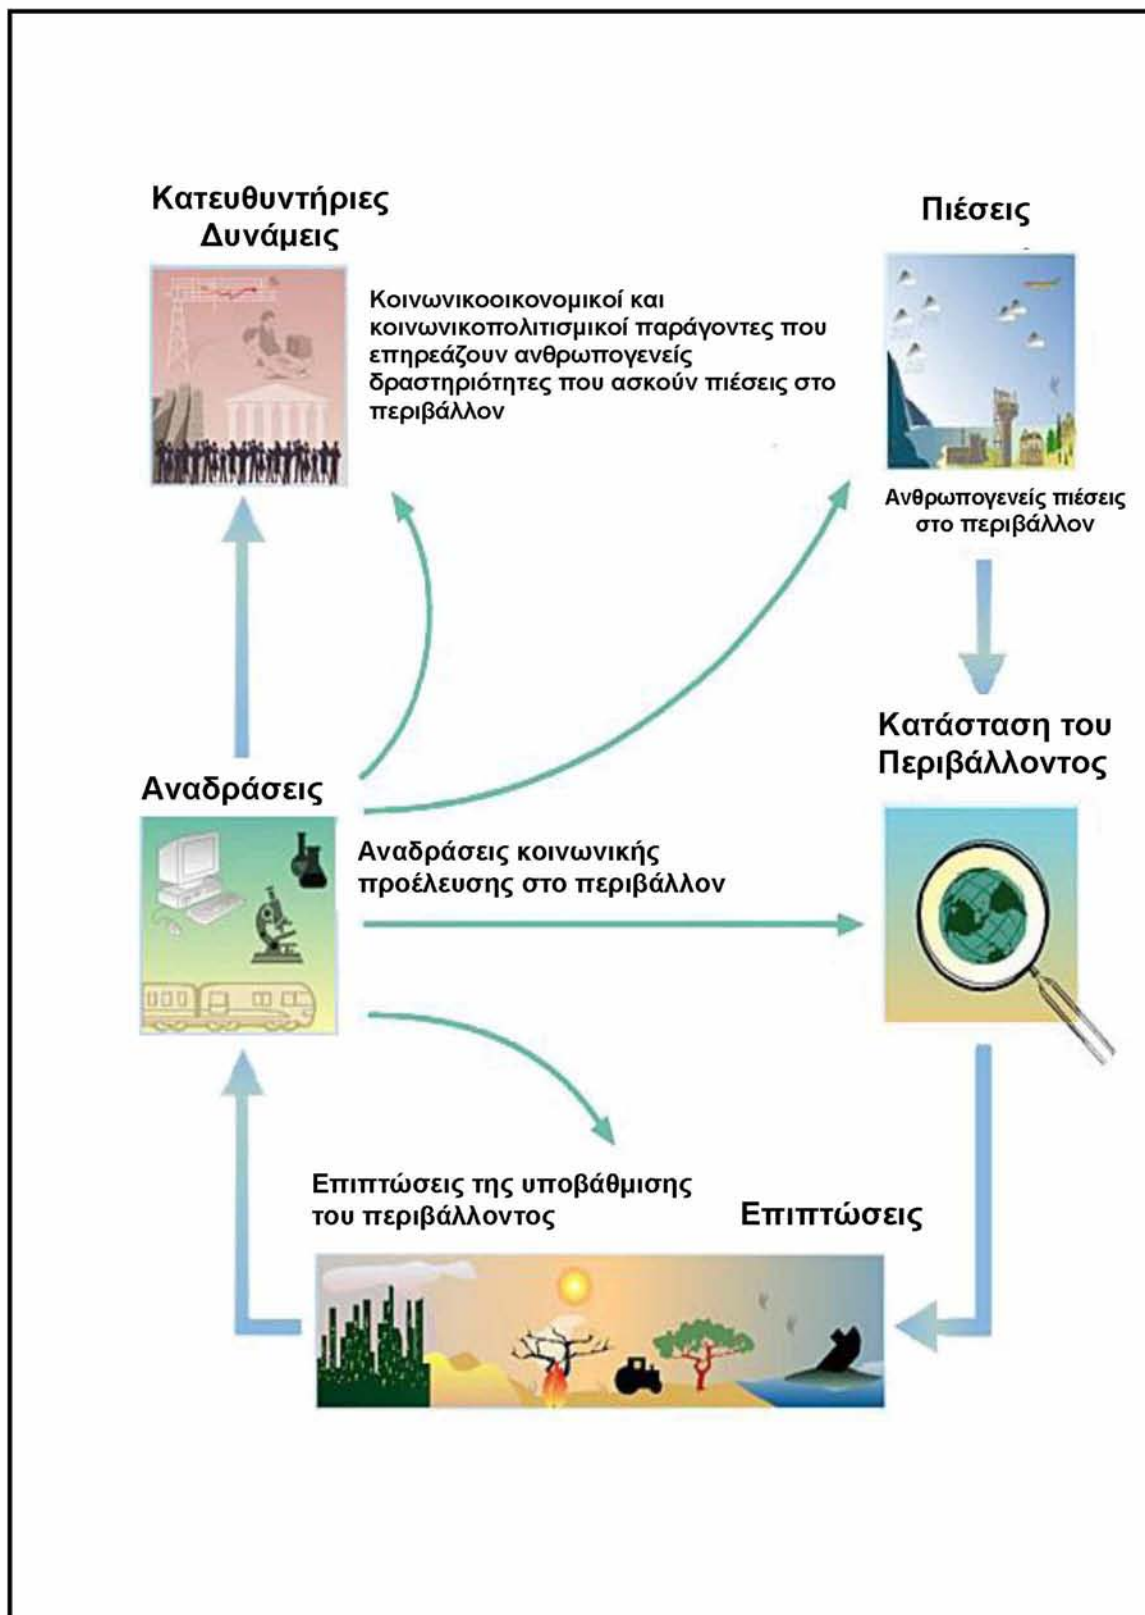 Κατευθυντήριες
Δυνάμεις
Κοινωνικοοικονομικοί και
κοινωνικοπολιτισμικοί παράγοντες που
επηρεάζουν ανθρωπογενείς
δραστηριότητες που ασκούν πιέσεις στο
περιβάλλον
Πιέσεις
Ανθρωπογενείς πιέσεις
στο περιβάλλον
Κατάσταση του
Περιβάλλοντος
Αναδράσεις
Αναδράσεις κοινωνικής
προέλευσης στο περιβάλλον
Επιπτώσεις της υποβάθμισης
του περιβάλλοντος
Επιπτώσεις